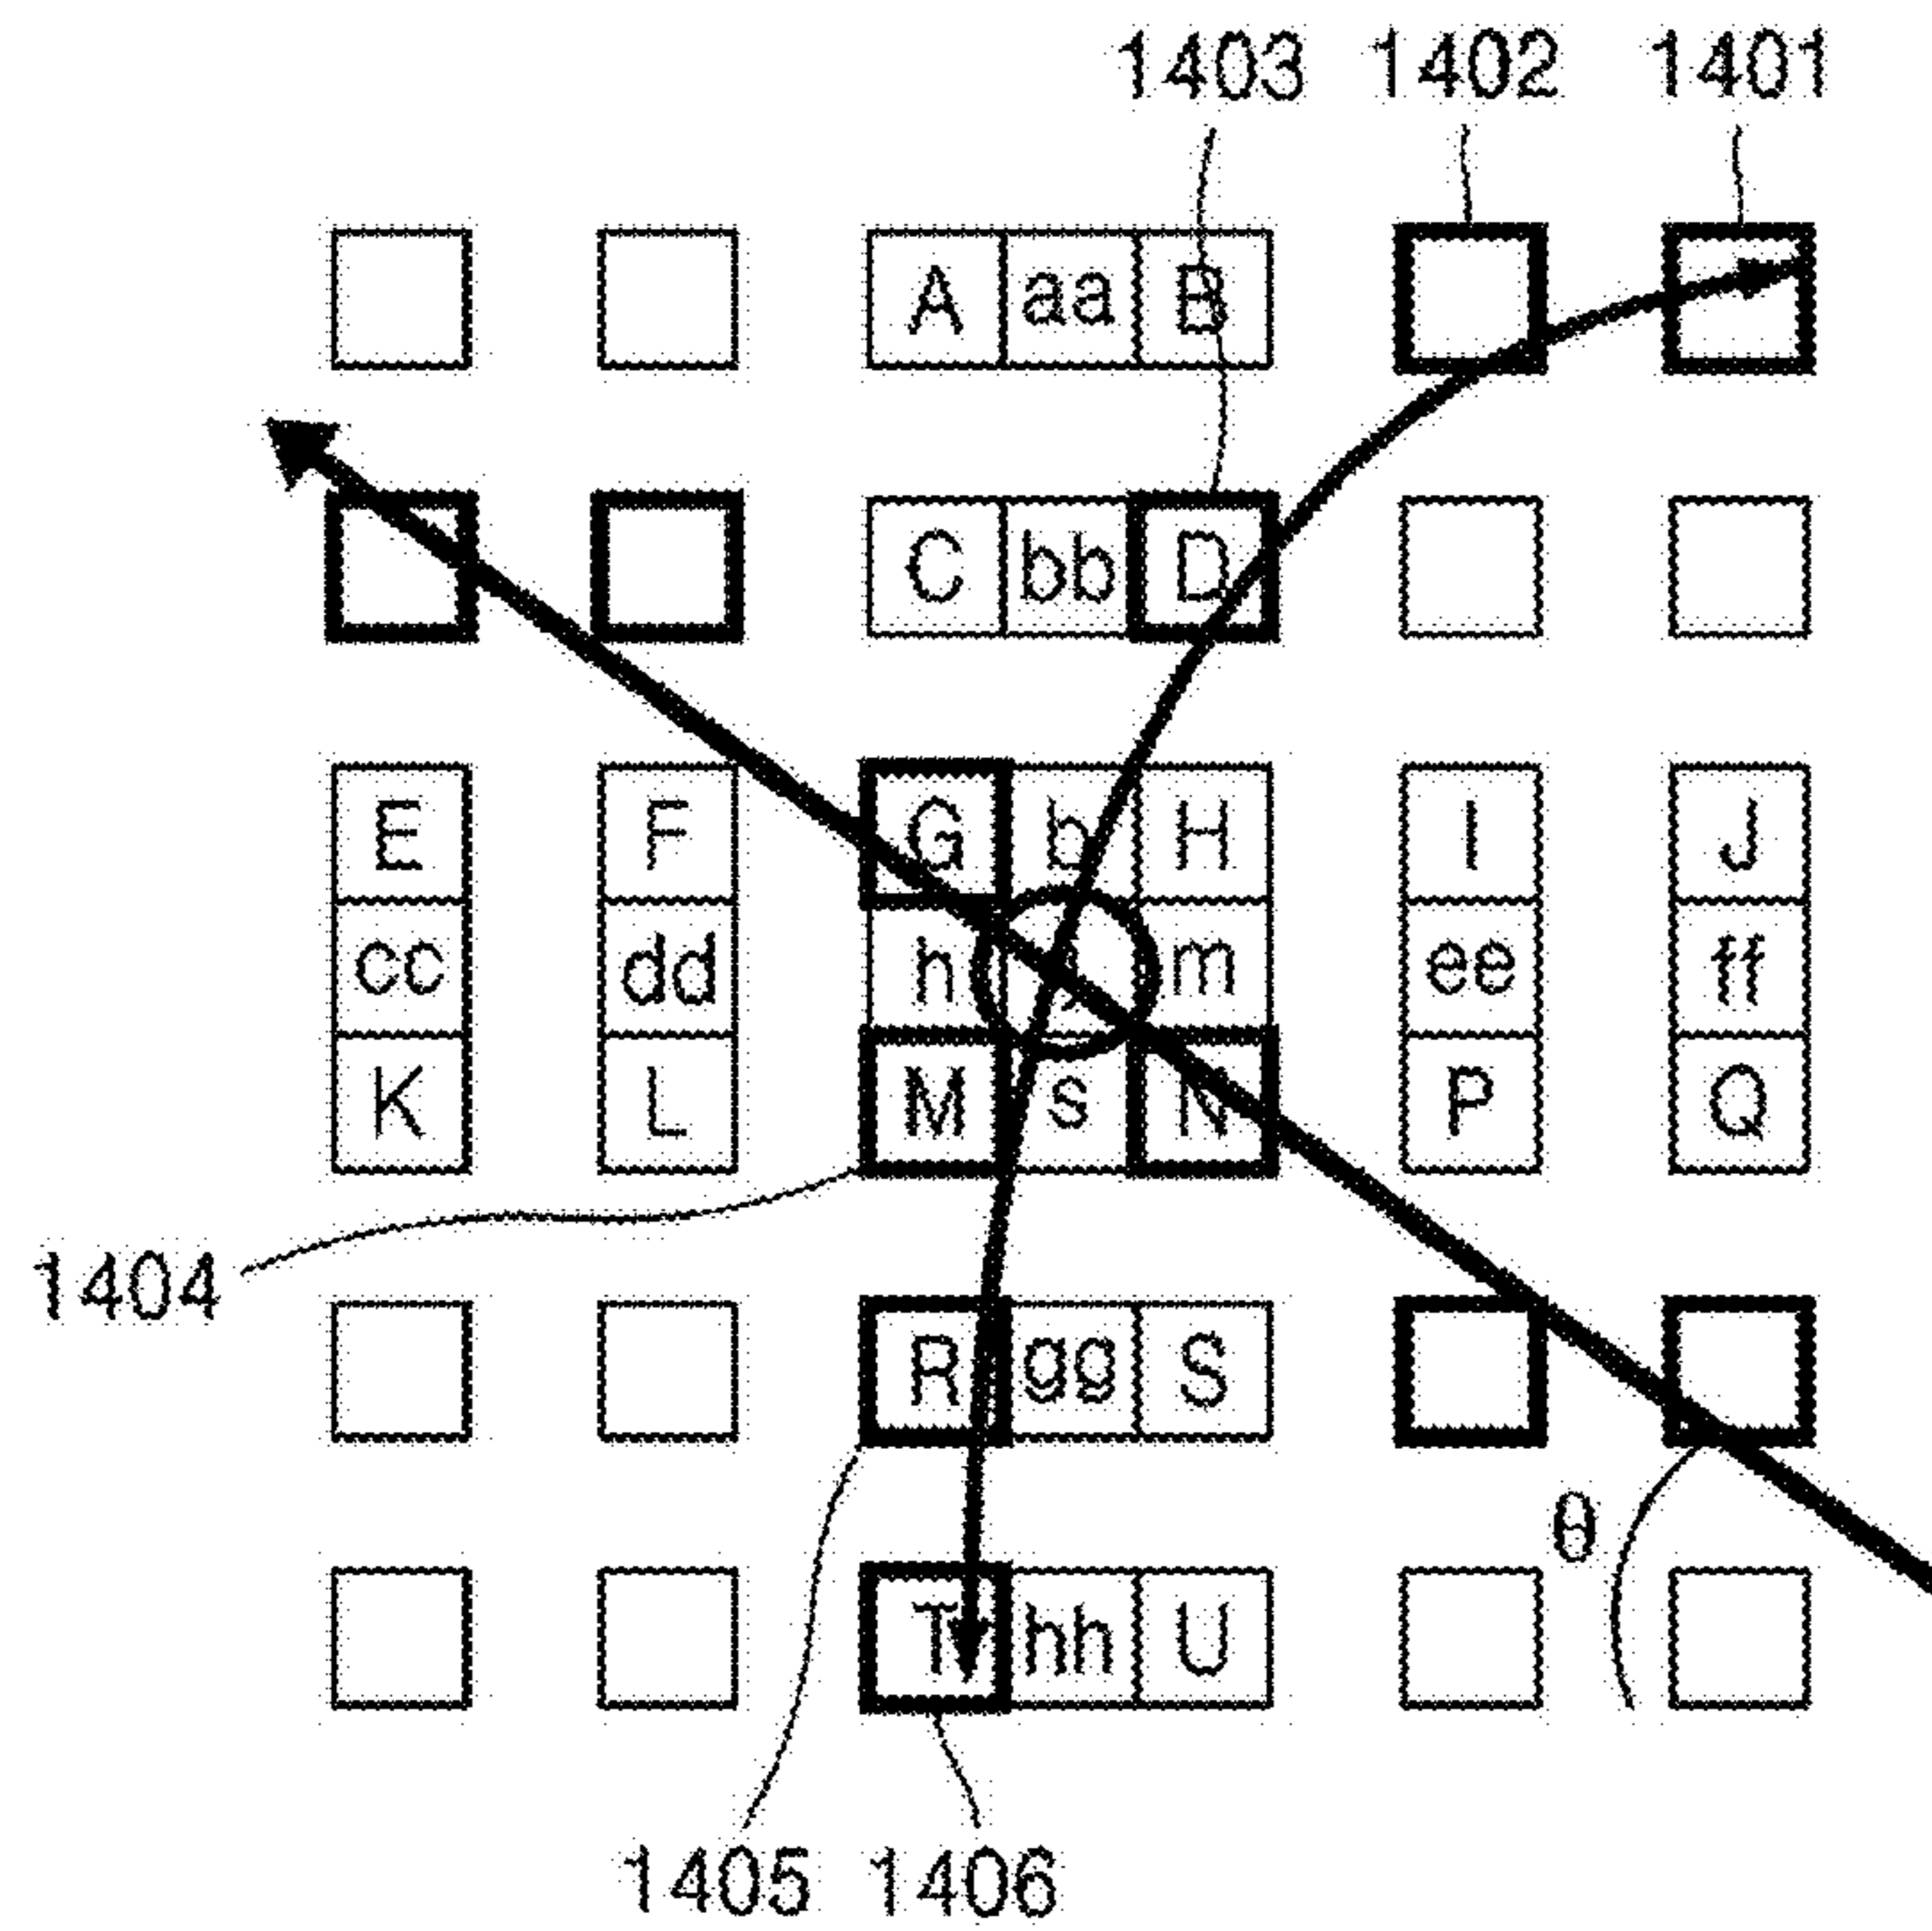 1403 1402 1401
A aa B
C bb D
E F G b H I J
cc dd h m ee ff
K L M s N P Q
1404
R gg S
θ
T hh U
1405 1406